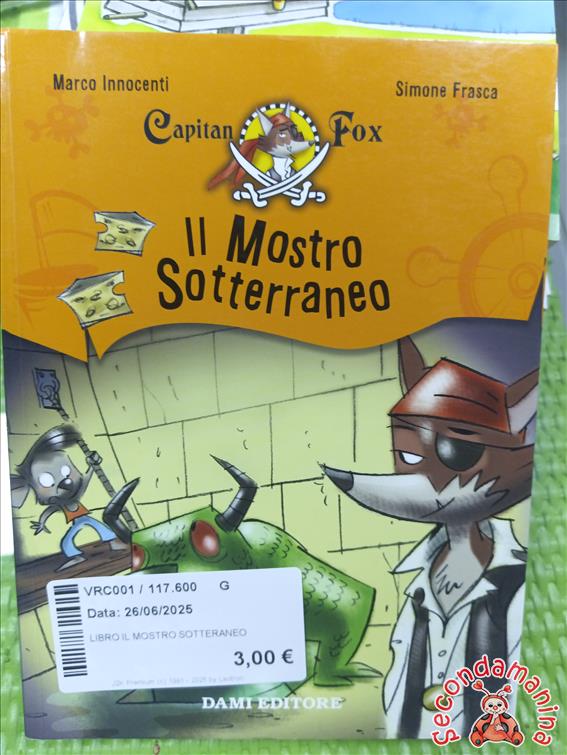 Marco Innocenti
Simone Frasca
Capitan Fox
Il Mostro
Sotterraneo
VRC001 / 117.600 G
Data: 26/06/2025
LIBRO IL MOSTRO SOTTERANEO
3,00 €
DAMI EDITORE
Secondamanina